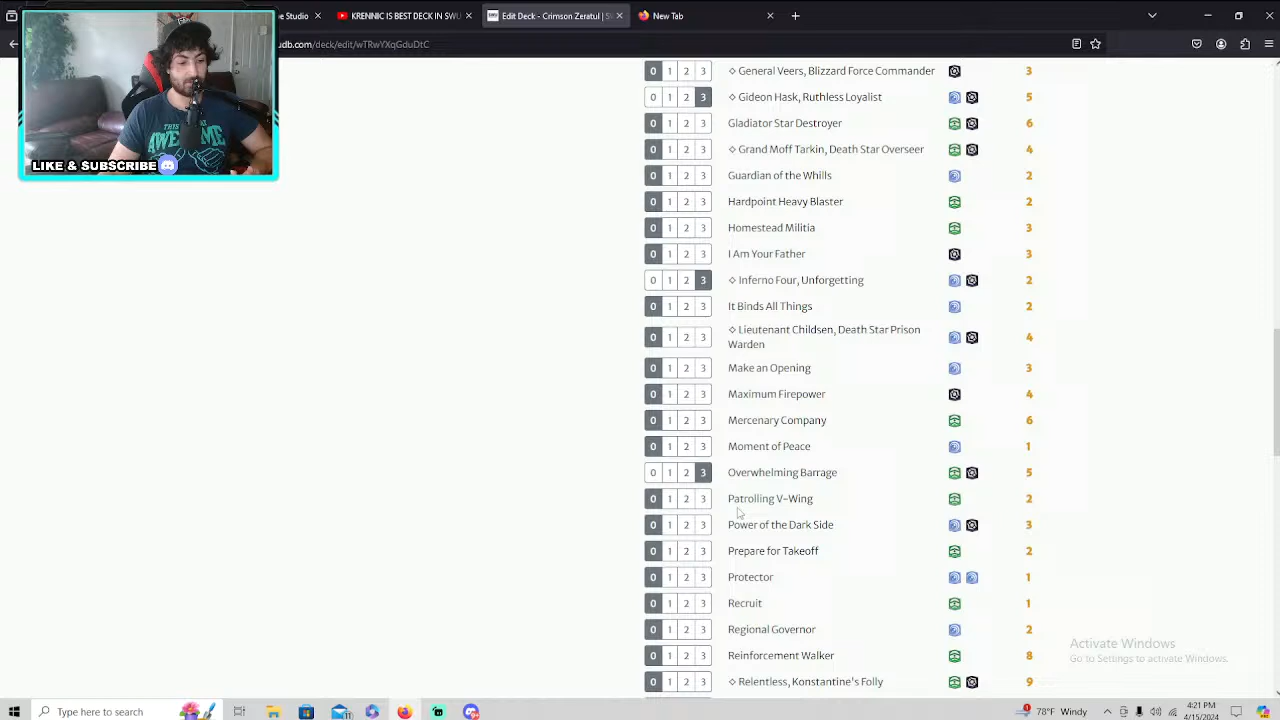 e Studio
SABERE C'S BEST DECK?
Crimson Zeratul
New Tab
udb.com/deck/edit/wTRwYXqGduDtC
THIS
AWE ME
LIKE & SUBSCRIBE
0 1 2 3 General Veers, Blizzard Force Commander 3
0 1 2 3 Gideon Hask, Ruthless Loyalist 5
0 1 2 3 Gladiator Star Destroyer 6
0 1 2 3 Grand Moff Tarkin, Death Star Overseer 4
0 1 2 3 Guardian of the Whills 2
0 1 2 3 Hardpoint Heavy Blaster 2
0 1 2 3 Homestead Militia 3
0 1 2 3 I Am Your Father 3
0 1 2 3 Inferno Four, Unforgetting 2
0 1 2 3 It Binds All Things 2
0 1 2 3 Lieutenant Childsen, Death Star Prison
Warden 4
0 1 2 3 Make an Opening 3
0 1 2 3 Maximum Firepower 4
0 1 2 3 Mercenary Company 6
0 1 2 3 Moment of Peace 1
0 1 2 3 Overwhelming Barrage 5
0 1 2 3 Patrolling V-Wing 2
0 1 2 3 Power of the Dark Side 3
0 1 2 3 Prepare for Takeoff 2
0 1 2 3 Protector 1
0 1 2 3 Recruit 1
0 1 2 3 Regional Governor 2
0 1 2 3 Reinforcement Walker 8
0 1 2 3 Relentless, Konstantine's Folly 9
Activate Windows
Go to Settings to activate Windows.
Type here to search
78°F Windy
4:21 PM